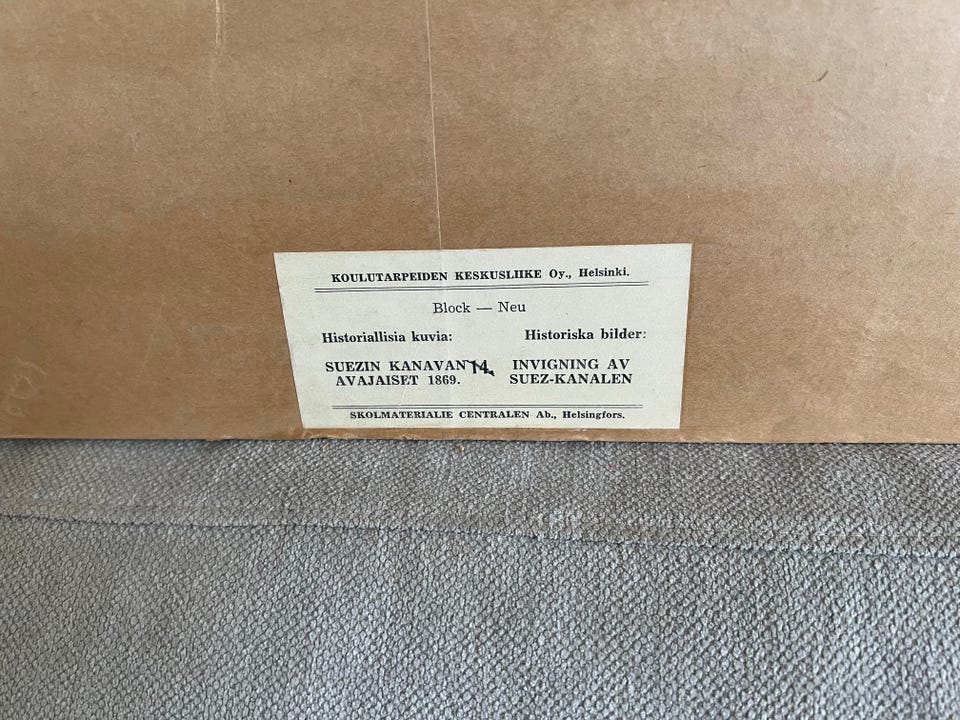 KOULUTARPEIDEN KESKUSLIIKE Oy., Helsinki.
Block — Neu
Historiallisia kuvia: Historiska bilder:
SUEZIN KANAVAN 14. INVIGNING AV
AVAJAISET 1869. SUEZ-KANALEN
SKOLMATERIALIE CENTRALEN Ab., Helsingfors.